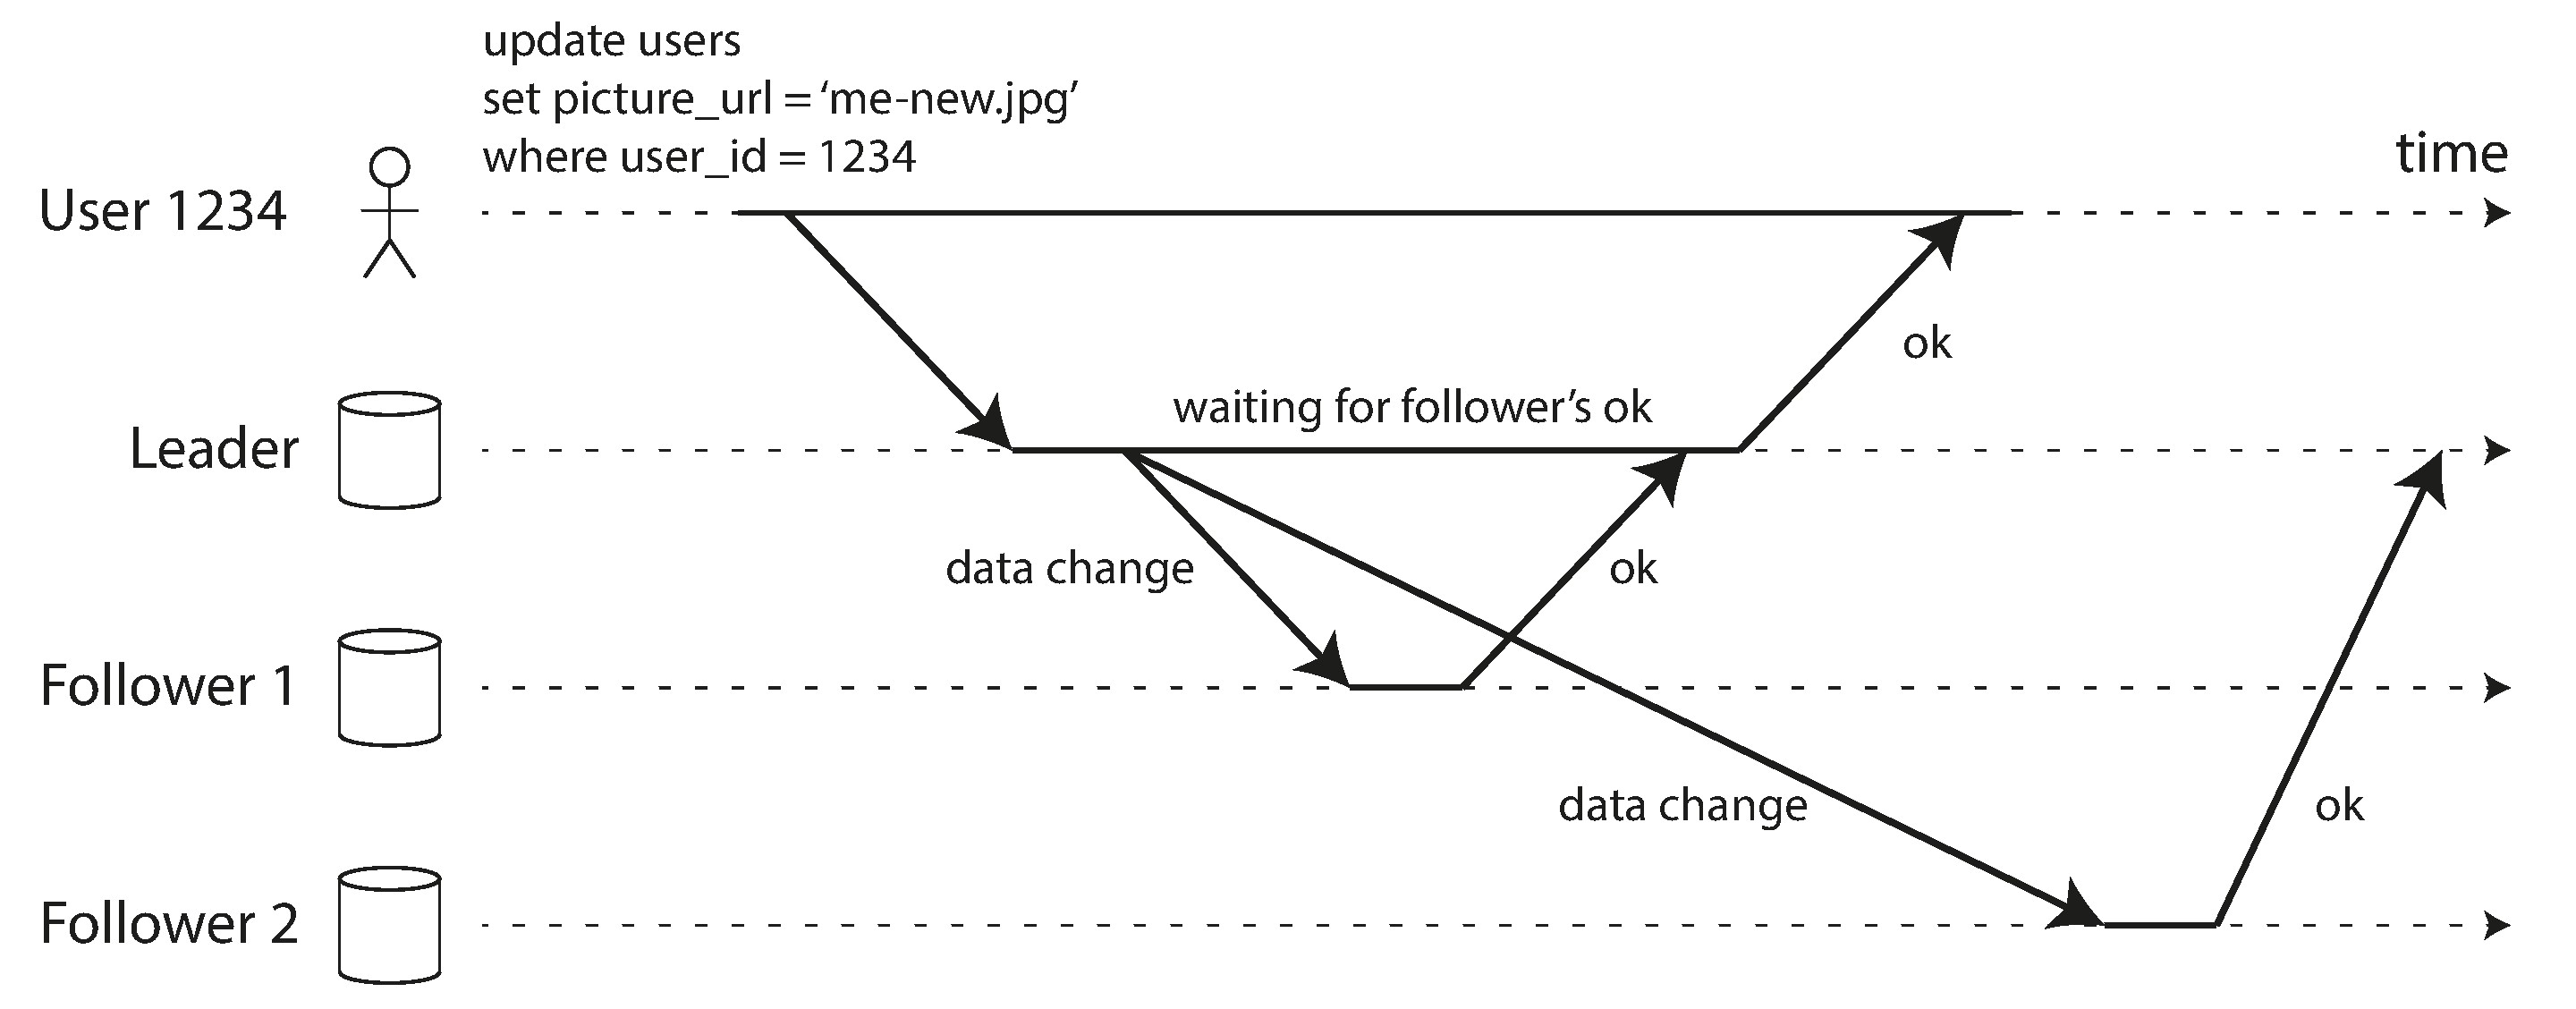 update users
set picture_url = ‘me-new.jpg’
where user_id = 1234
time
User 1234
ok
waiting for follower’s ok
Leader
data change
ok
Follower 1
data change
ok
Follower 2